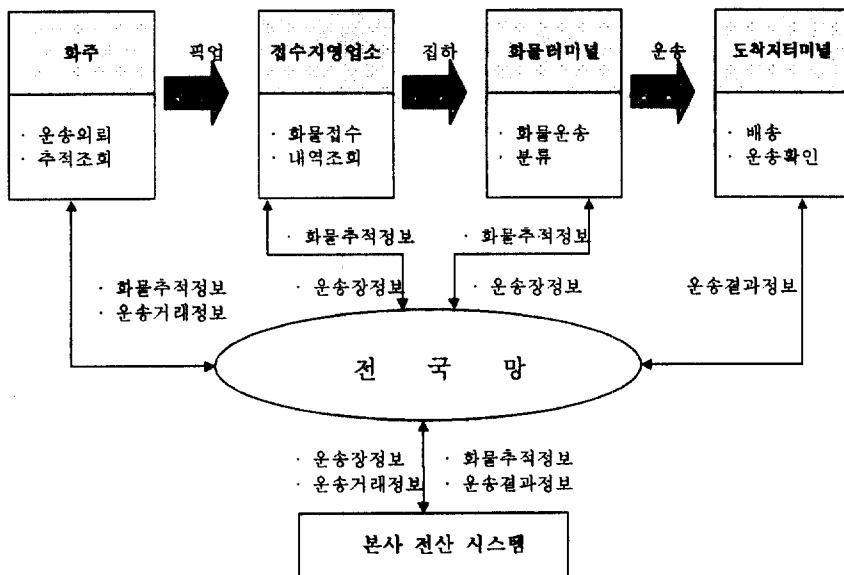 화주
픽업
접수지영업소
집하
화물터미널
운송
도착지터미널
· 운송의뢰
· 추적조회
· 화물접수
· 내역조회
· 화물운송
· 분류
· 배송
· 운송확인
· 화물추적정보
· 화물추적정보
· 화물추적정보
· 운송거래정보
· 운송장정보
· 운송장정보
운송결과정보
전 국 망
· 운송장정보
· 운송거래정보
· 화물추적정보
· 운송결과정보
본사 전산 시스템